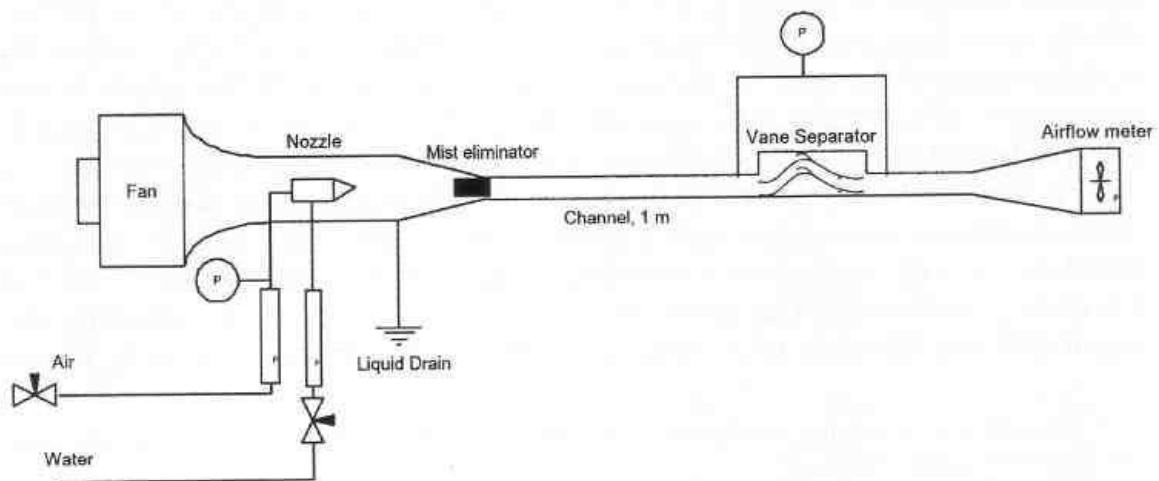 P
Nozzle
Vane Separator
Airflow meter
Mist eliminator
Fan
Channel, 1 m
P
P
P
P
Liquid Drain
Air
Water